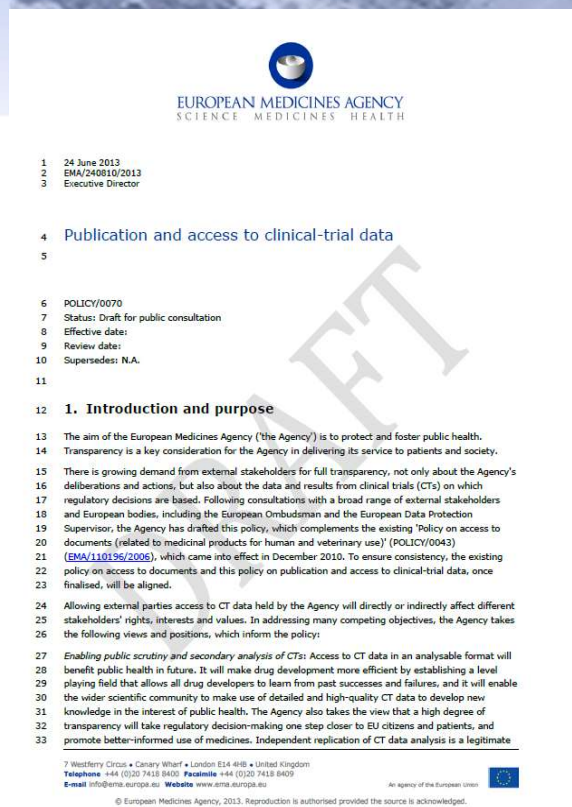 EUROPEAN MEDICINES AGENCY
SCIENCE MEDICINES HEALTH
1 24 June 2013
2 EMA/240810/2013
3 Executive Director
4 Publication and access to clinical-trial data
5
6 POLICY/0070
7 Status: Draft for public consultation
8 Effective date:
9 Review date:
10 Supersedes: N.A.
11
12 1. Introduction and purpose
13 The aim of the European Medicines Agency ('the Agency') is to protect and foster public health.
14 Transparency is a key consideration for the Agency in delivering its service to patients and society.
15 There is growing demand from external stakeholders for full transparency, not only about the Agency's
16 deliberations and actions, but also about the data and results from clinical trials (CTs) on which
17 regulatory decisions are based. Following consultations with a broad range of external stakeholders
18 and European bodies, including the European Ombudsman and the European Data Protection
19 Supervisor, the Agency has drafted this policy, which complements the existing 'Policy on access to
20 documents (related to medicinal products for human and veterinary use)' (POLICY/0043)
21 (EMA/110196/2006), which came into effect in December 2010. To ensure consistency, the existing
22 policy on access to documents and this policy on publication and access to clinical-trial data, once
23 finalised, will be aligned.
24 Allowing external parties access to CT data held by the Agency will directly or indirectly affect different
25 stakeholders' rights, interests and values. In addressing many competing objectives, the Agency takes
26 the following views and positions, which inform the policy:
27 Enabling public scrutiny and secondary analysis of CTs: Access to CT data in an analysable format will
28 benefit public health in future. It will make drug development more efficient by establishing a level
29 playing field that allows all drug developers to learn from past successes and failures, and it will enable
30 the wider scientific community to make use of detailed and high-quality CT data to develop new
31 knowledge in the interest of public health. The Agency also takes the view that a high degree of
32 transparency will take regulatory decision-making one step closer to EU citizens and patients, and
33 promote better-informed use of medicines. Independent replication of CT data analysis is a legitimate
DRAFT
7 Westferry Circus • Canary Wharf • London E14 4HB • United Kingdom
Telephone +44 (0)20 7418 8400 Facsimile +44 (0)20 7418 8409
E-mail info@ema.europa.eu Website www.ema.europa.eu
An agency of the European Union
© European Medicines Agency, 2013. Reproduction is authorised provided the source is acknowledged.